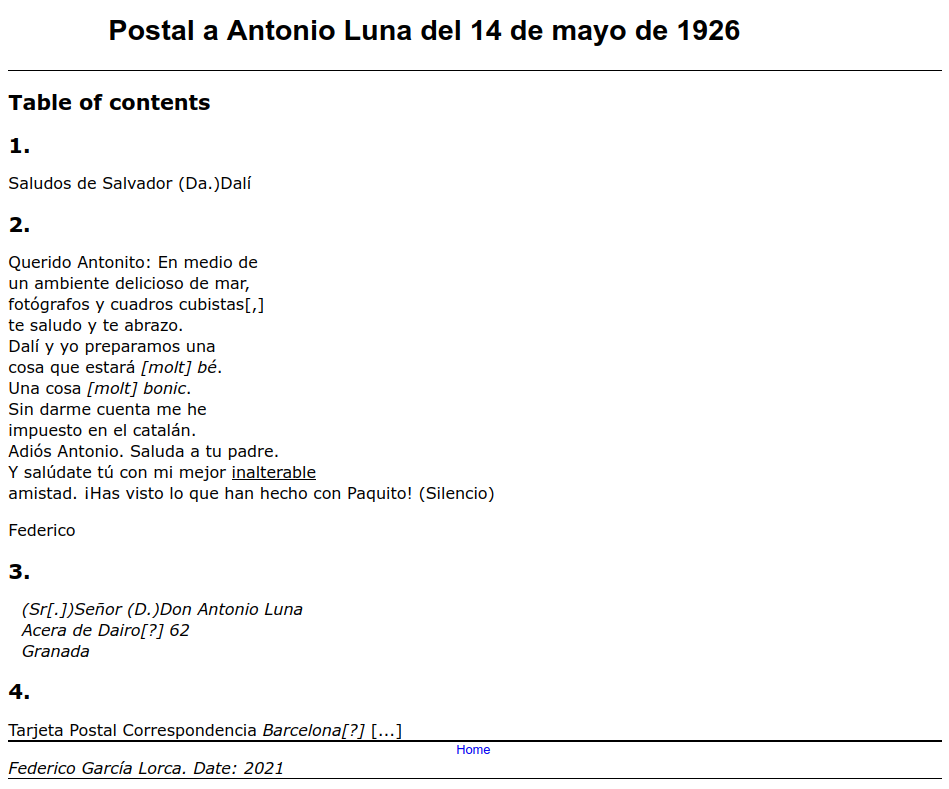 Postal a Antonio Luna del 14 de mayo de 1926
Table of contents
1.
Saludos de Salvador (Da.)Dalí
2.
Querido Antonito: En medio de
un ambiente delicioso de mar,
fotógrafos y cuadros cubistas[,]
te saludo y te abrazo.
Dalí y yo preparamos una
cosa que estará [molt] bé.
Una cosa [molt] bonic.
Sin darme cuenta me he
impuesto en el catalán.
Adiós Antonio. Saluda a tu padre.
Y salúdate tú con mi mejor inalterable
amistad. ¡Has visto lo que han hecho con Paquito! (Silencio)
Federico
3.
(Sr[.])Señor (D.)Don Antonio Luna
Acera de Dairo[?] 62
Granada
4.
Tarjeta Postal Correspondencia Barcelona[?] [...]
Home
Federico García Lorca. Date: 2021